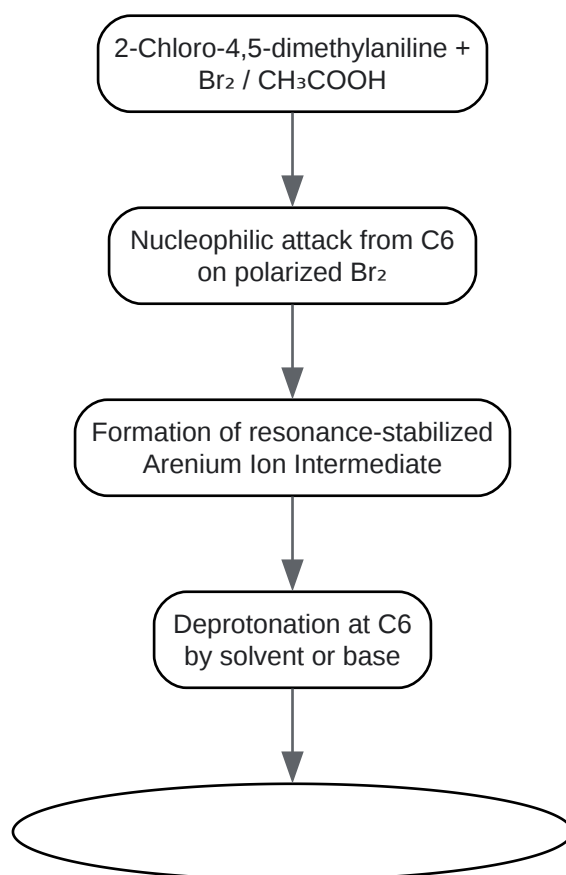 2-Chloro-4,5-dimethylaniline +
Br₂ / CH₃COOH
Nucleophilic attack from C6
on polarized Br₂
Formation of resonance-stabilized
Arenium Ion Intermediate
Deprotonation at C6
by solvent or base